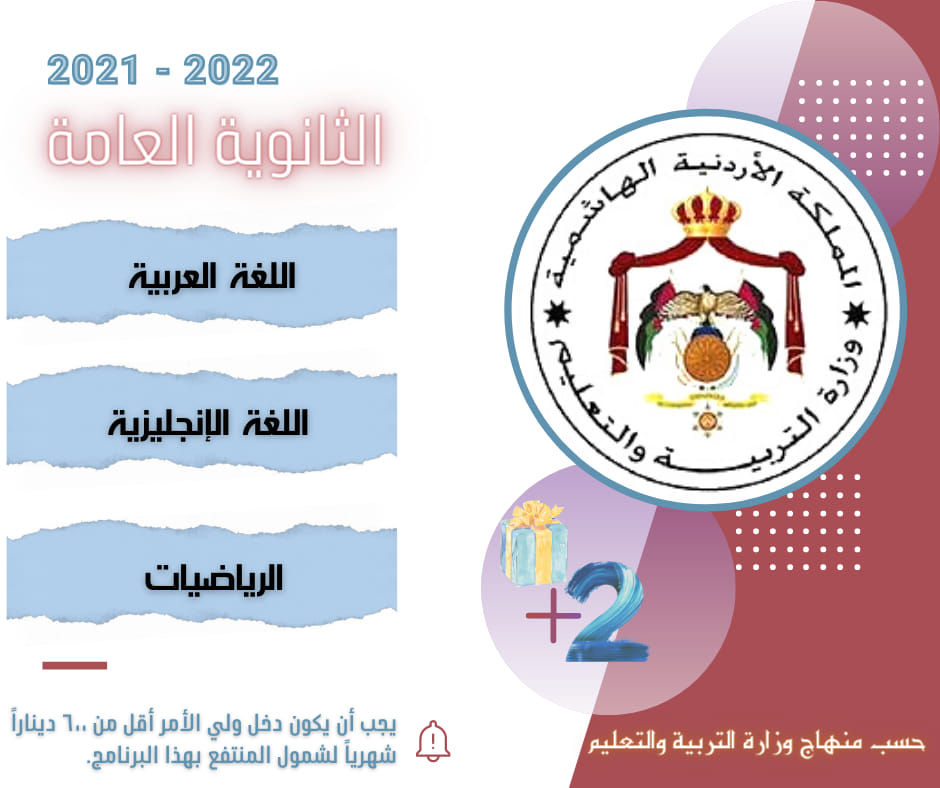 2021 - 2022
الثانوية العامة
اللغة العربية
اللغة الإنجليزية
الرياضيات
يجب أن يكون دخل ولي الأمر أقل من ٦٠٠ ديناراً
شهرياً لشمول المنتفع بهذا البرنامج.
المملكة الأردنية الهاشمية
وزارة التربية والتعليم
+2
حسب منهاج وزارة التربية والتعليم